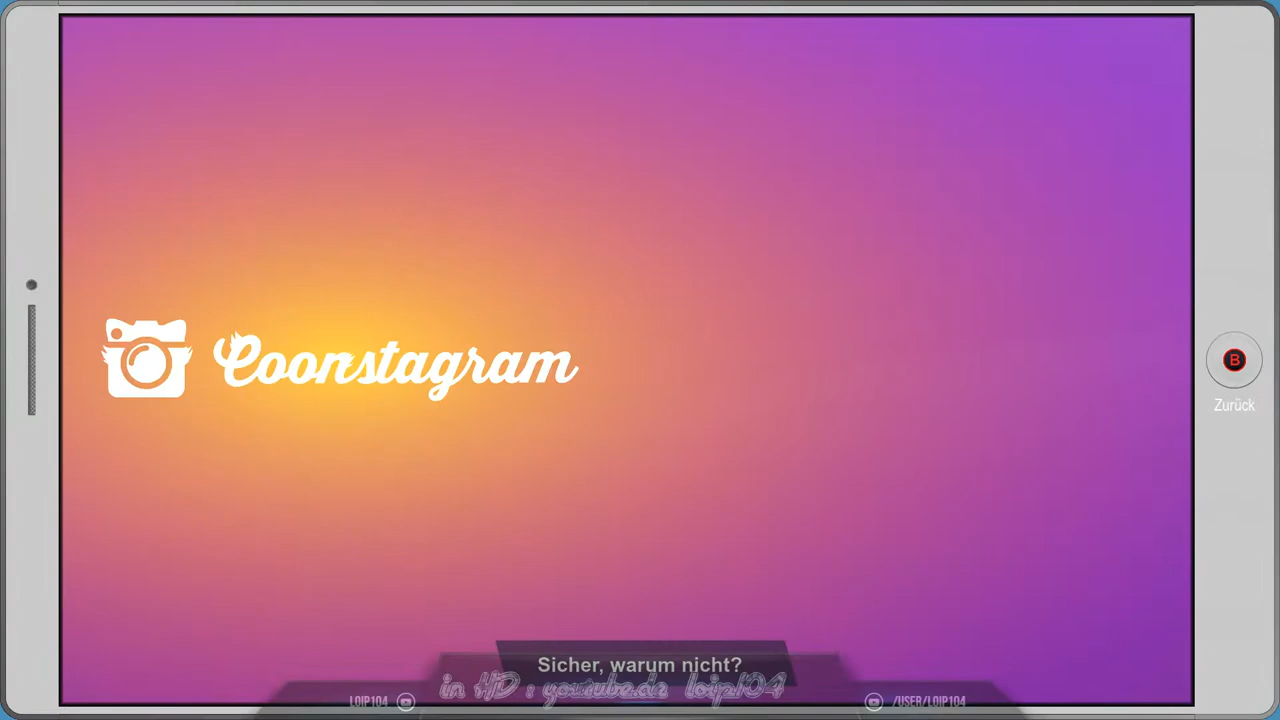 Coonstagram
B
Zurück
Sicher, warum nicht?
in HD : youtube.de loip104
LOIP104
/USER/LOIP104